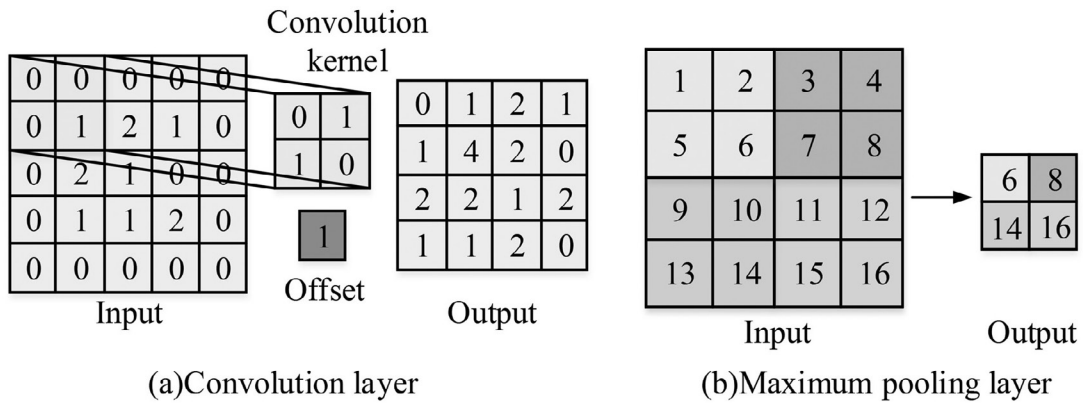 Convolution
kernel
0 0 0 0 0
0 1 2 1 0
0 2 1 0 0
0 1 1 2 0
0 0 0 0 0
Input
0 1
1 0
1
Offset
0 1 2 1
1 4 2 0
2 2 1 2
1 1 2 0
Output
(a)Convolution layer
1 2 3 4
5 6 7 8
9 10 11 12
13 14 15 16
Input
6 8
14 16
Output
(b)Maximum pooling layer